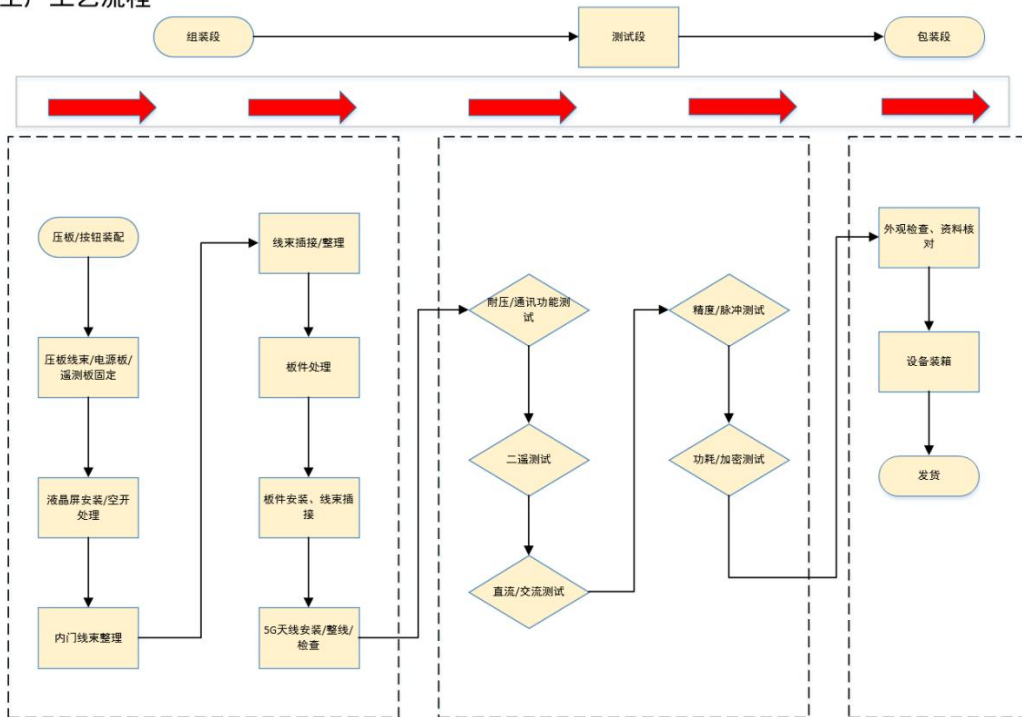 工艺流程
组装段
测试段
包装段
压板/按钮装配
压板线束/电源板/
遥测板固定
液晶屏安装/空开
处理
内门线束整理
线束插接/整理
板件处理
板件安装、线束插
接
5G天线安装/整线/
检查
耐压/通讯功能测
试
二遥测试
直流/交流测试
精度/脉冲测试
功耗/加密测试
外观检查、资料核
对
设备装箱
发货